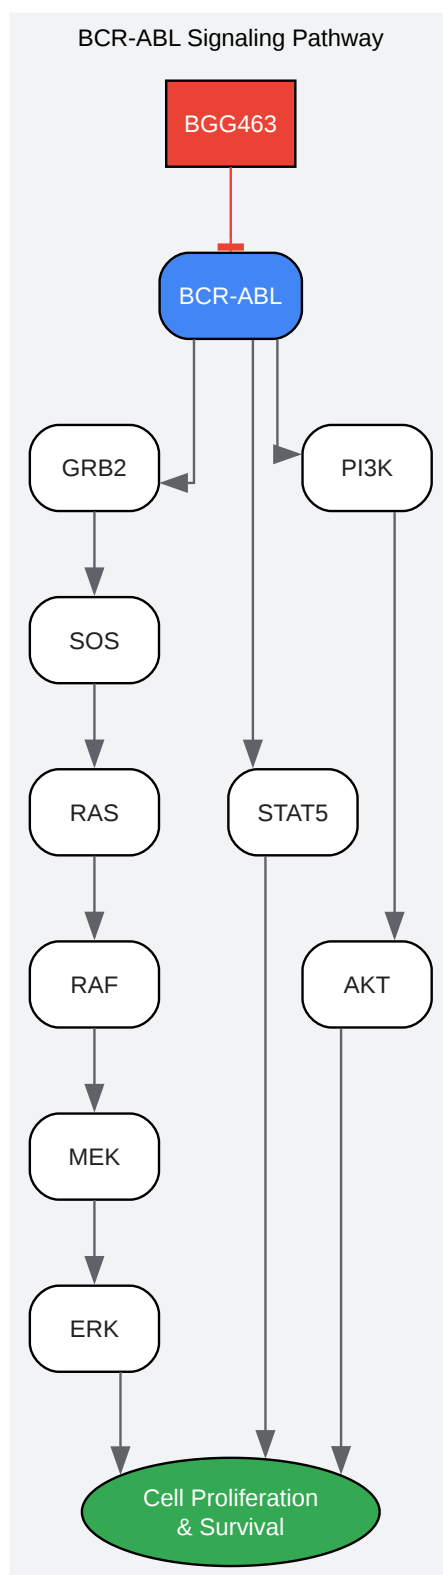 BCR-ABL Signaling Pathway
BGG463
BCR-ABL
GRB2
PI3K
SOS
RAS
STAT5
RAF
AKT
MEK
ERK
Cell Proliferation
& Survival